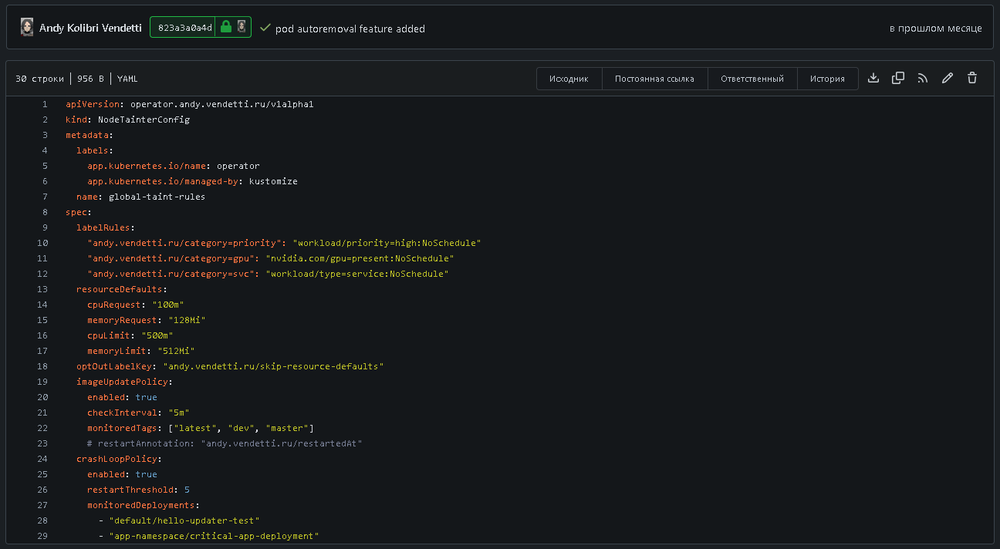 Andy Kolibri Vendetti 823a3a0a4d pod autoremoval feature added в прошлом месяце
30 строки 956 B YAML Исходник Постоянная ссылка Ответственный История
1 apiVersion: operator.andy.vendetti.ru/v1alpha1
2 kind: NodeTainterConfig
3 metadata:
4   labels:
5     app.kubernetes.io/name: operator
6     app.kubernetes.io/managed-by: kustomize
7   name: global-taint-rules
8 spec:
9   labelRules:
10     "andy.vendetti.ru/category=priority": "workload/priority=high:NoSchedule"
11     "andy.vendetti.ru/category=gpu": "nvidia.com/gpu=present:NoSchedule"
12     "andy.vendetti.ru/category=svc": "workload/type=service:NoSchedule"
13   resourceDefaults:
14     cpuRequest: "100m"
15     memoryRequest: "128Mi"
16     cpuLimit: "500m"
17     memoryLimit: "512Mi"
18   optOutLabelKey: "andy.vendetti.ru/skip-resource-defaults"
19   imageUpdatePolicy:
20     enabled: true
21     checkInterval: "5m"
22     monitoredTags: ["latest", "dev", "master"]
23     # restartAnnotation: "andy.vendetti.ru/restartedAt"
24   crashLoopPolicy:
25     enabled: true
26     restartThreshold: 5
27     monitoredDeployments:
28       - "default/hello-updater-test"
29       - "app-namespace/critical-app-deployment"